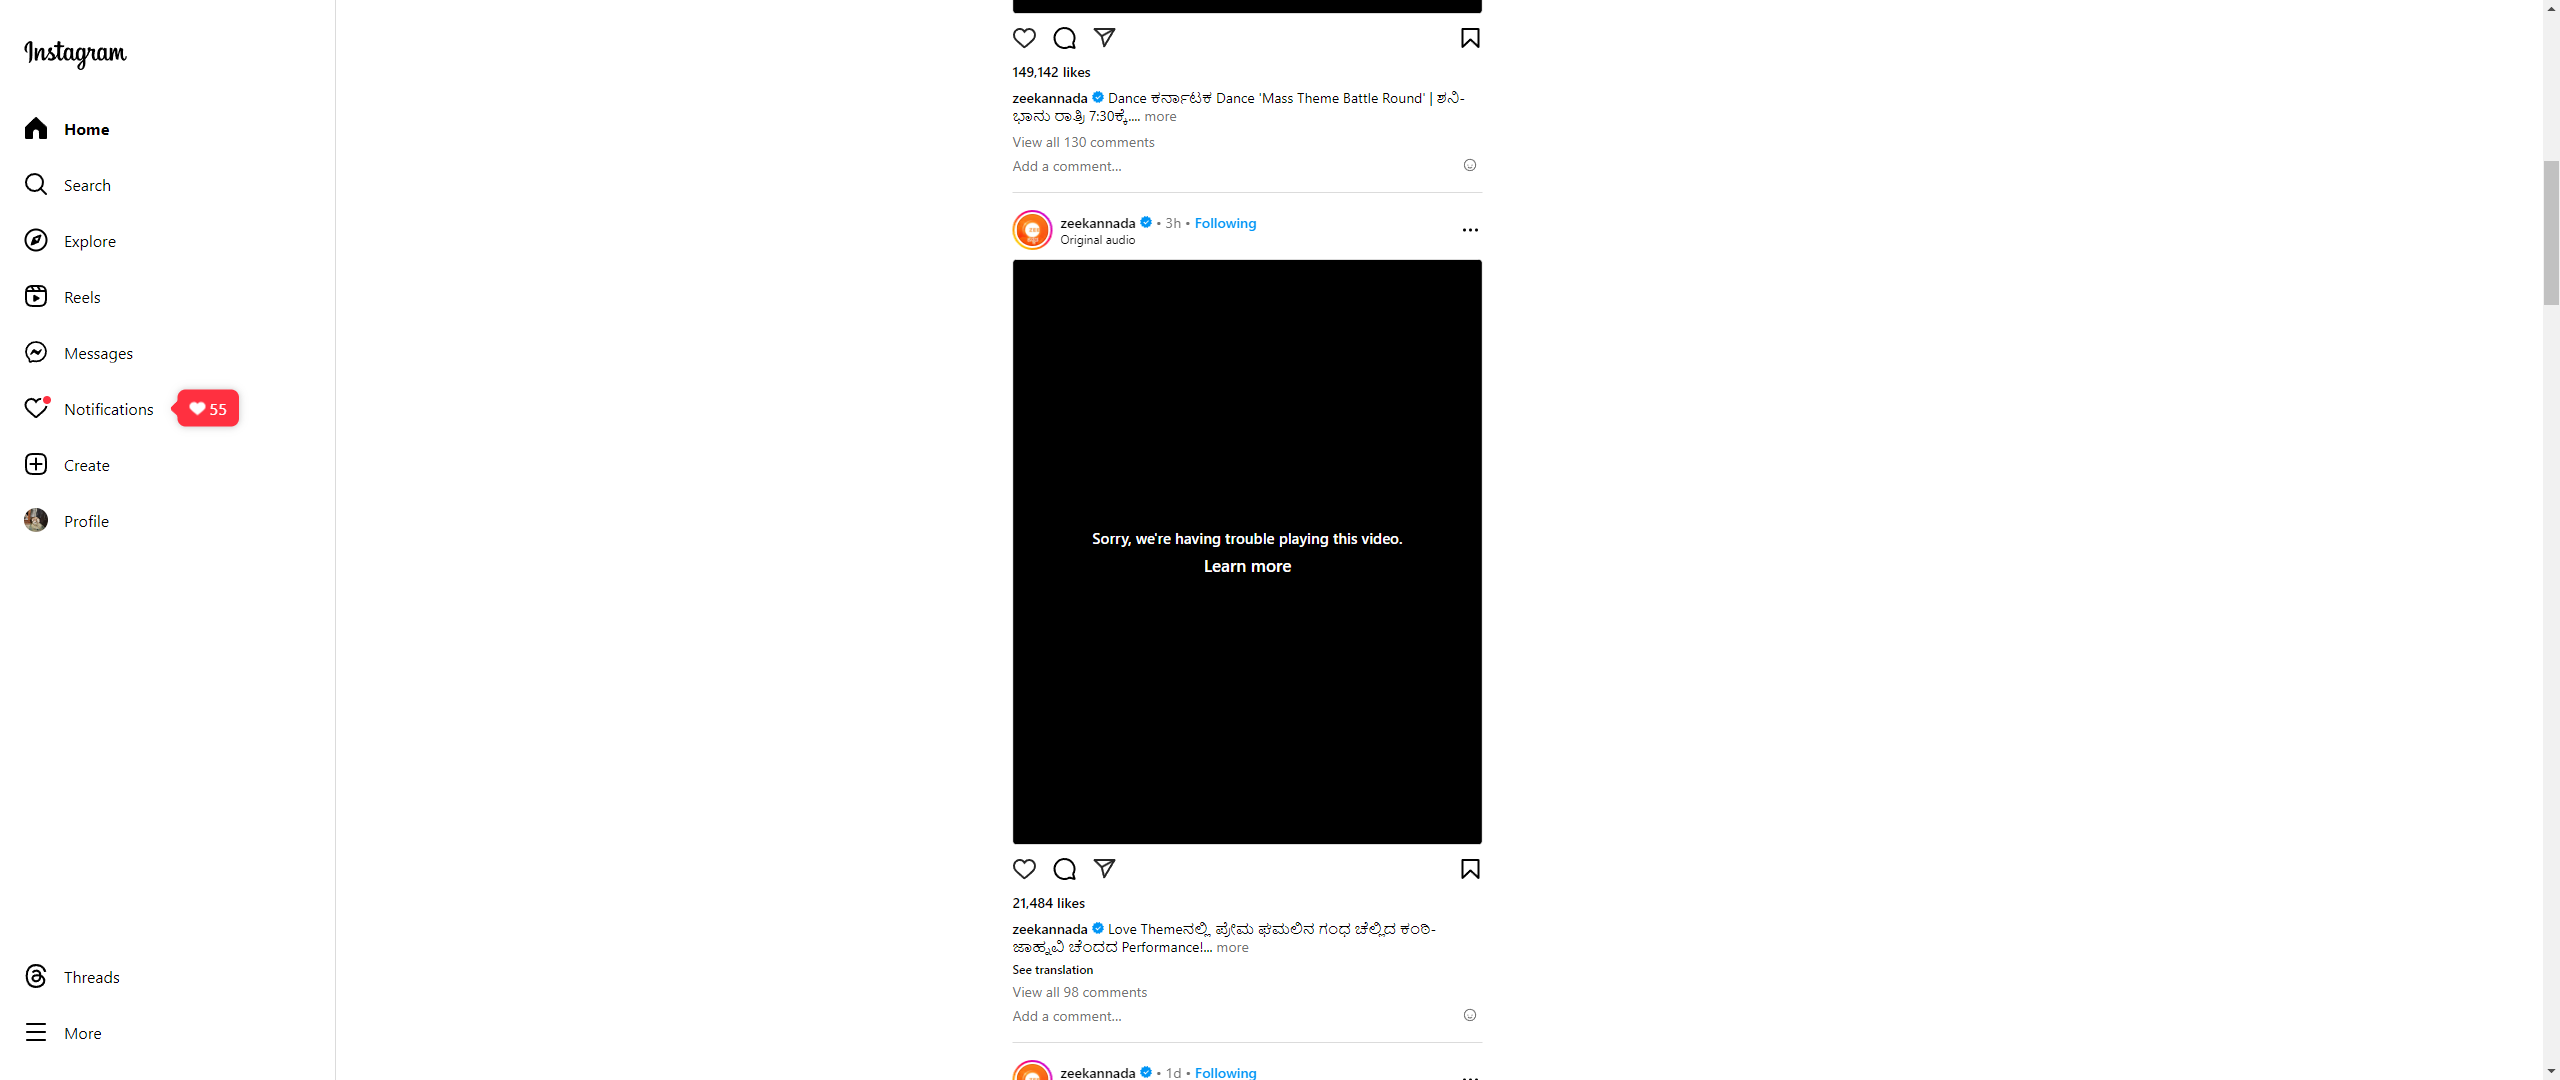 Instagram
Home
Search
Explore
Reels
Messages
Notifications
55
Create
Profile
Threads
More
149,142 likes
zeekannada Dance ಕರ್ನಾಟಕ Dance 'Mass Theme Battle Round' | ಶನಿ-
ಭಾನು ರಾತ್ರಿ 7:30ಕ್ಕೆ.... more
View all 130 comments
Add a comment...
zeekannada • 3h • Following
Original audio
Sorry, we're having trouble playing this video.
Learn more
21,484 likes
zeekannada Love Themeನಲ್ಲಿ ಪ್ರೇಮ ಘಮಲಿನ ಗಂಧ ಚೆಲ್ಲಿದ ಕಂಠಿ-
ಜಾಹ್ನವಿ ಚೆಂದದ Performance!... more
See translation
View all 98 comments
Add a comment...
zeekannada • 1d • Following